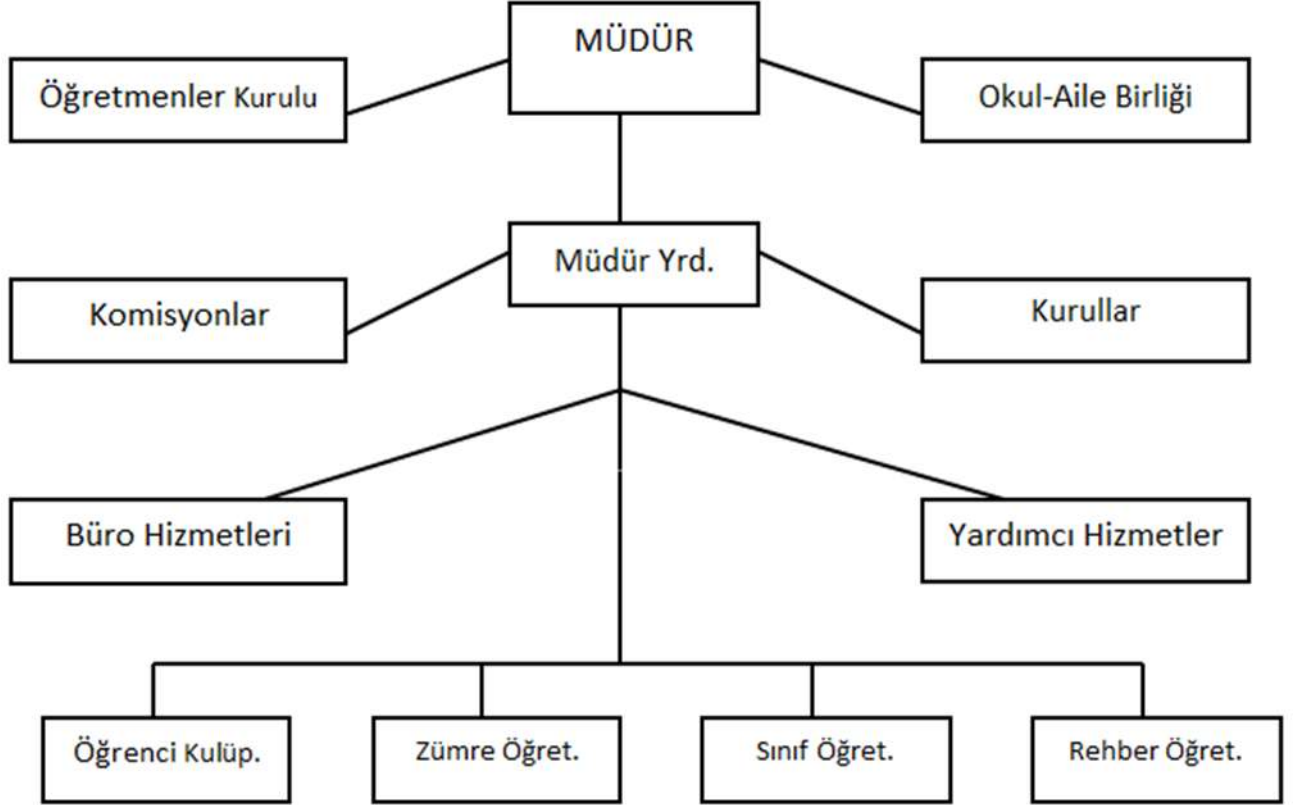 MÜDÜR
Öğretmenler Kurulu
Okul-Aile Birliği
Müdür Yrd.
Komisyonlar
Kurullar
Büro Hizmetleri
Yardımcı Hizmetler
Öğrenci Kulüp.
Zümre Öğret.
Sınıf Öğret.
Rehber Öğret.